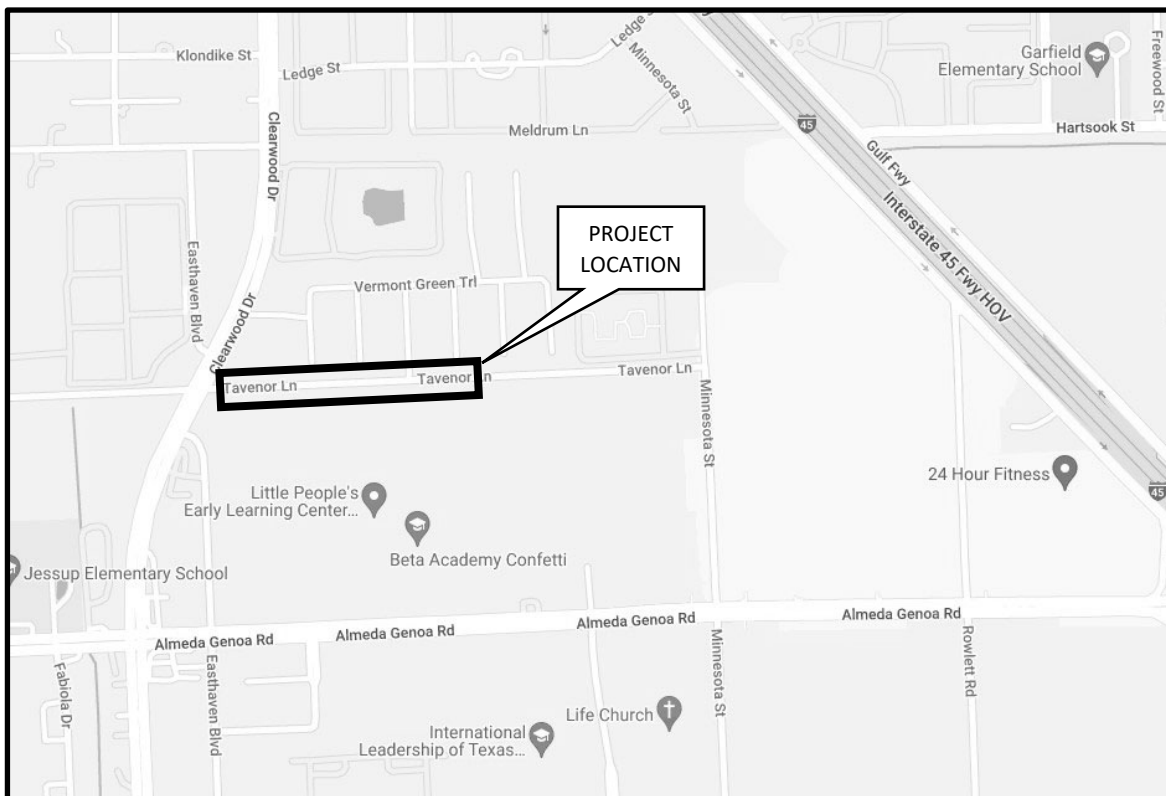 Klondike St
Ledge St
Ledge S
Minnesota St
Garfield
Elementary School
Freewood St
Clearwood Dr
Meldrum Ln
45
Hartsook St
Gulf Fwy
Interstate 45 Fwy HOV
PROJECT
LOCATION
Easthaven Blvd
Vermont Green Trl
Clearwood Dr
Tavenor Ln
Tavenor Ln
Tavenor Ln
Minnesota St
24 Hour Fitness
45
Little People's
Early Learning Center...
Beta Academy Confetti
Jessup Elementary School
Almeda Genoa Rd
Almeda Genoa Rd
Almeda Genoa Rd
Almeda Genoa Rd
Fabiola Dr
Easthaven Blvd
Minnesota St
Rowlett Rd
Life Church
International
Leadership of Texas...